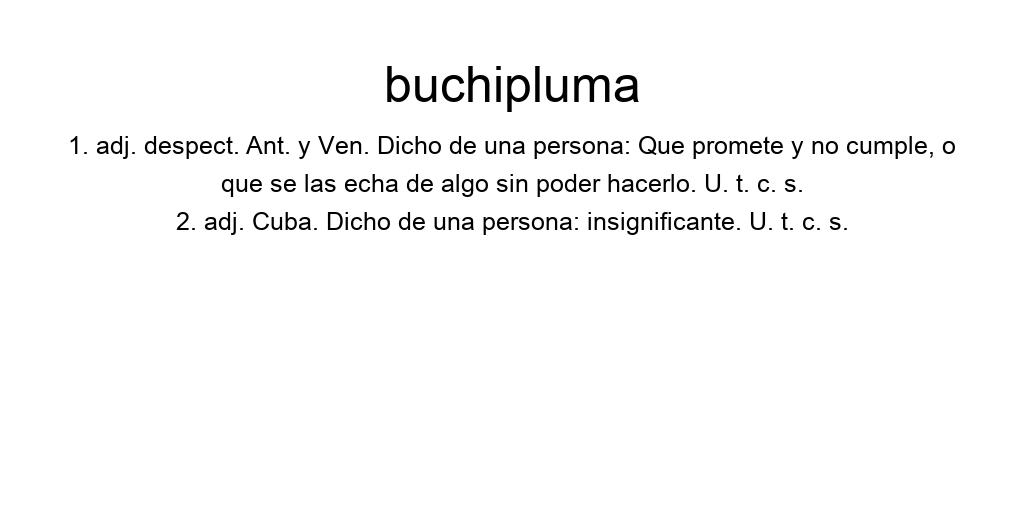 buchipluma
1. adj. despect. Ant. y Ven. Dicho de una persona: Que promete y no cumple, o
que se las echa de algo sin poder hacerlo. U. t. c. s.
2. adj. Cuba. Dicho de una persona: insignificante. U. t. c. s.